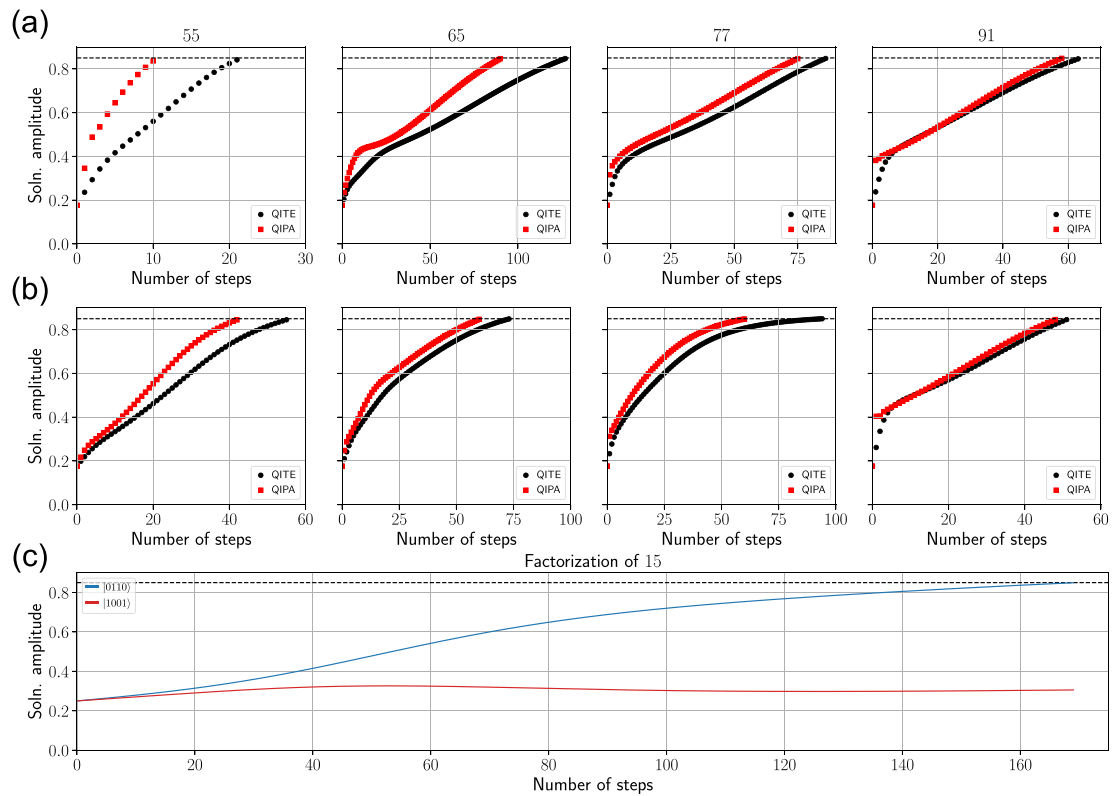 (a)
55
65
77
91
Soln. amplitude
0.8
0.6
0.4
0.2
0.0
QITE
QIPA
QITE
QIPA
QITE
QIPA
QITE
QIPA
0 10 20 30
0 50 100
0 25 50 75
0 20 40 60
Number of steps
Number of steps
Number of steps
Number of steps
(b)
Soln. amplitude
0.8
0.6
0.4
0.2
0.0
QITE
QIPA
QITE
QIPA
QITE
QIPA
QITE
QIPA
0 20 40 60
0 25 50 75 100
0 25 50 75 100
0 20 40 60
Number of steps
Number of steps
Number of steps
Number of steps
(c)
Factorization of 15
Soln. amplitude
0.8
0.6
0.4
0.2
0.0
|0110⟩
|1001⟩
0 20 40 60 80 100 120 140 160
Number of steps